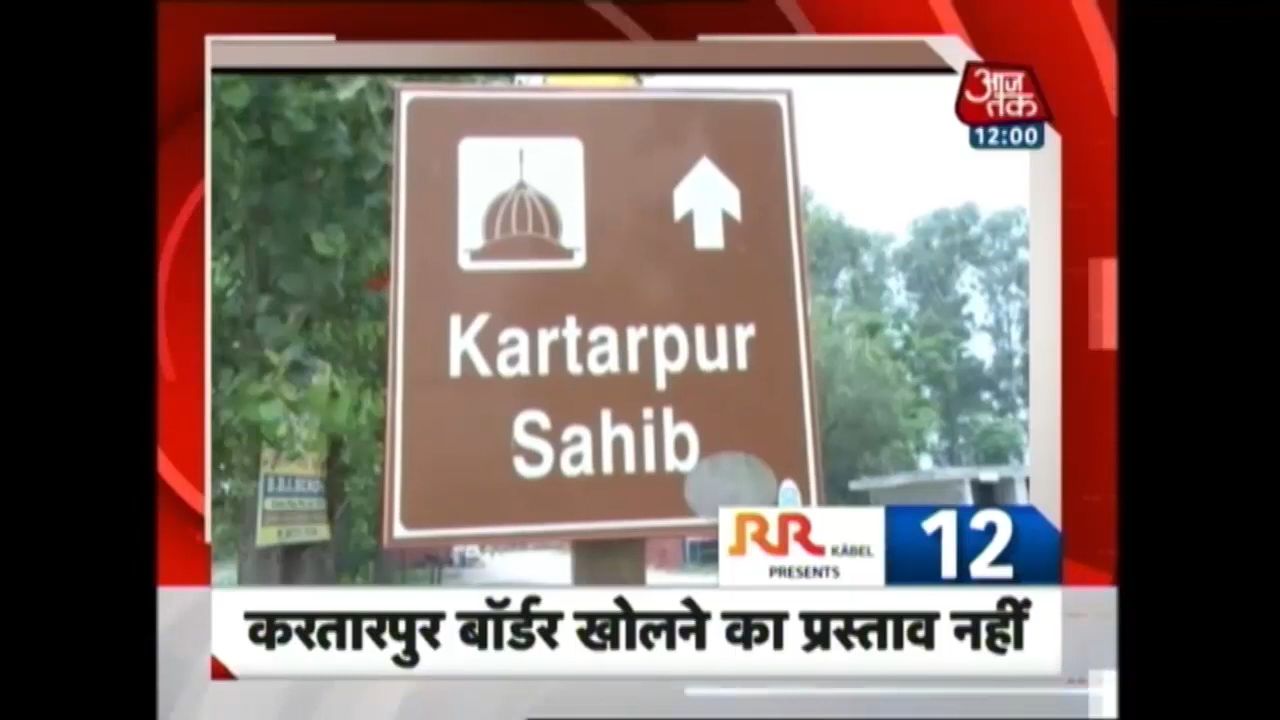 आज
तक
12:00
Kartarpur
Sahib
RR KABEL
PRESENTS
12
करतारपुर बॉर्डर खोलने का प्रस्ताव नहीं